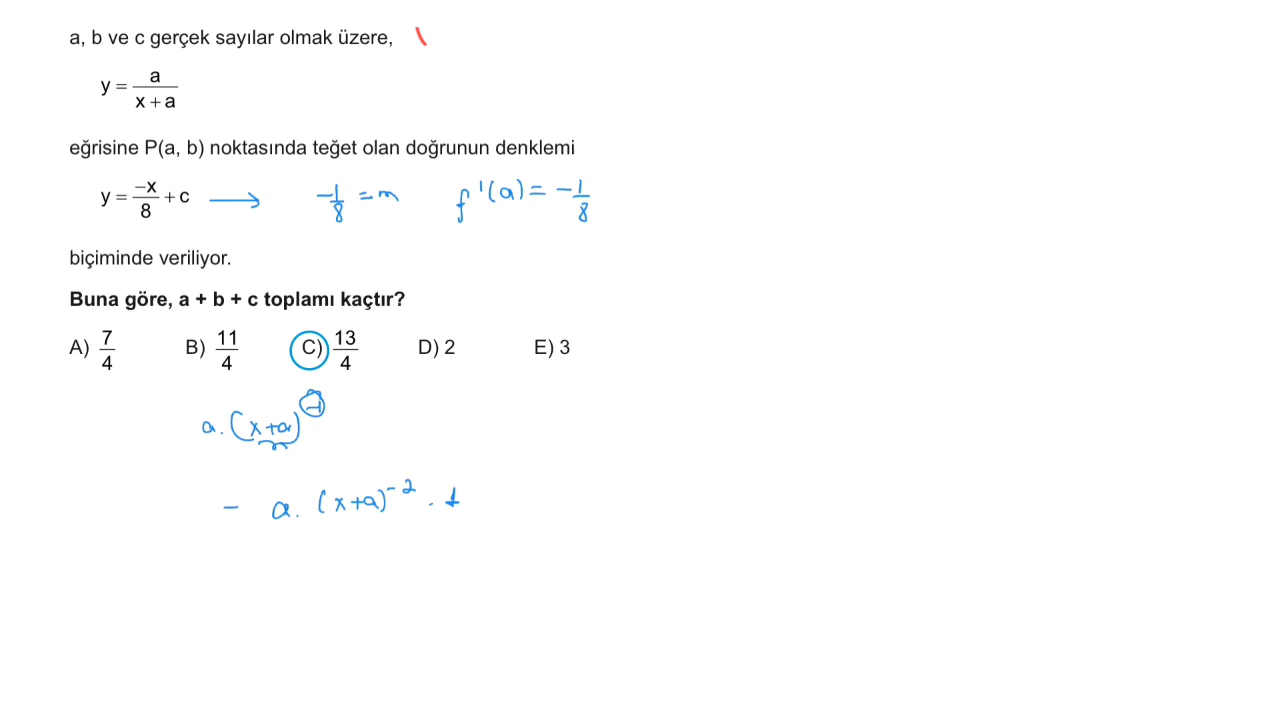 a, b ve c gerçek sayılar olmak üzere,
y = a / (x + a)
eğrisine P(a, b) noktasında teğet olan doğrunun denklemi
y = -x/8 + c → -1/8 = m f'(a) = -1/8
biçiminde veriliyor.
Buna göre, a + b + c toplamı kaçtır?
A) 7/4 B) 11/4 C) 13/4 D) 2 E) 3
a.(x+a)^-1
- a. (x+a)^-2 . 1